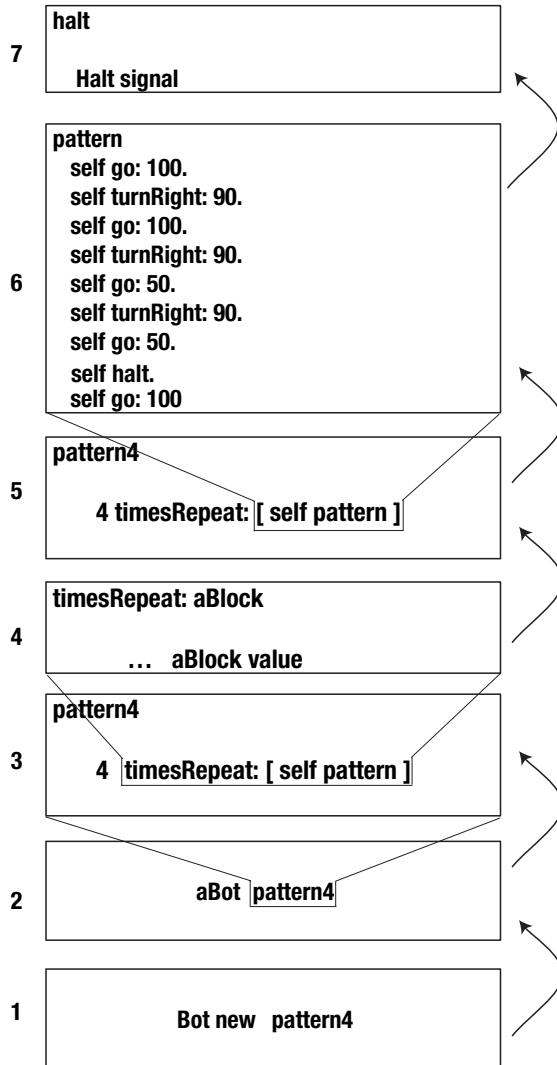 halt
7
Halt signal
pattern
self go: 100.
self turnRight: 90.
self go: 100.
self turnRight: 90.
6
self go: 50.
self turnRight: 90.
self go: 50.
self halt.
self go: 100
pattern4
5
4 timesRepeat: [ self pattern ]
timesRepeat: aBlock
4
... aBlock value
pattern4
3
4 timesRepeat: [ self pattern ]
2
aBot pattern4
1
Bot new pattern4